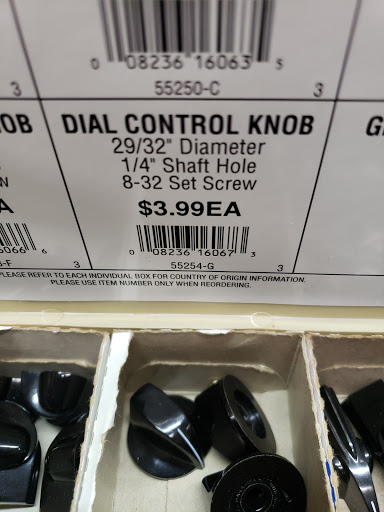 0 08236 16063 5
3 55250-C 3
OB DIAL CONTROL KNOB G
29/32" Diameter
1/4" Shaft Hole
W 8-32 Set Screw
A $3.99EA
6066 6 0 08236 16067 3
-F 3 55254-G 3
PLEASE REFER TO EACH INDIVIDUAL BOX FOR COUNTRY OF ORIGIN INFORMATION.
PLEASE USE ITEM NUMBER ONLY WHEN REORDERING.